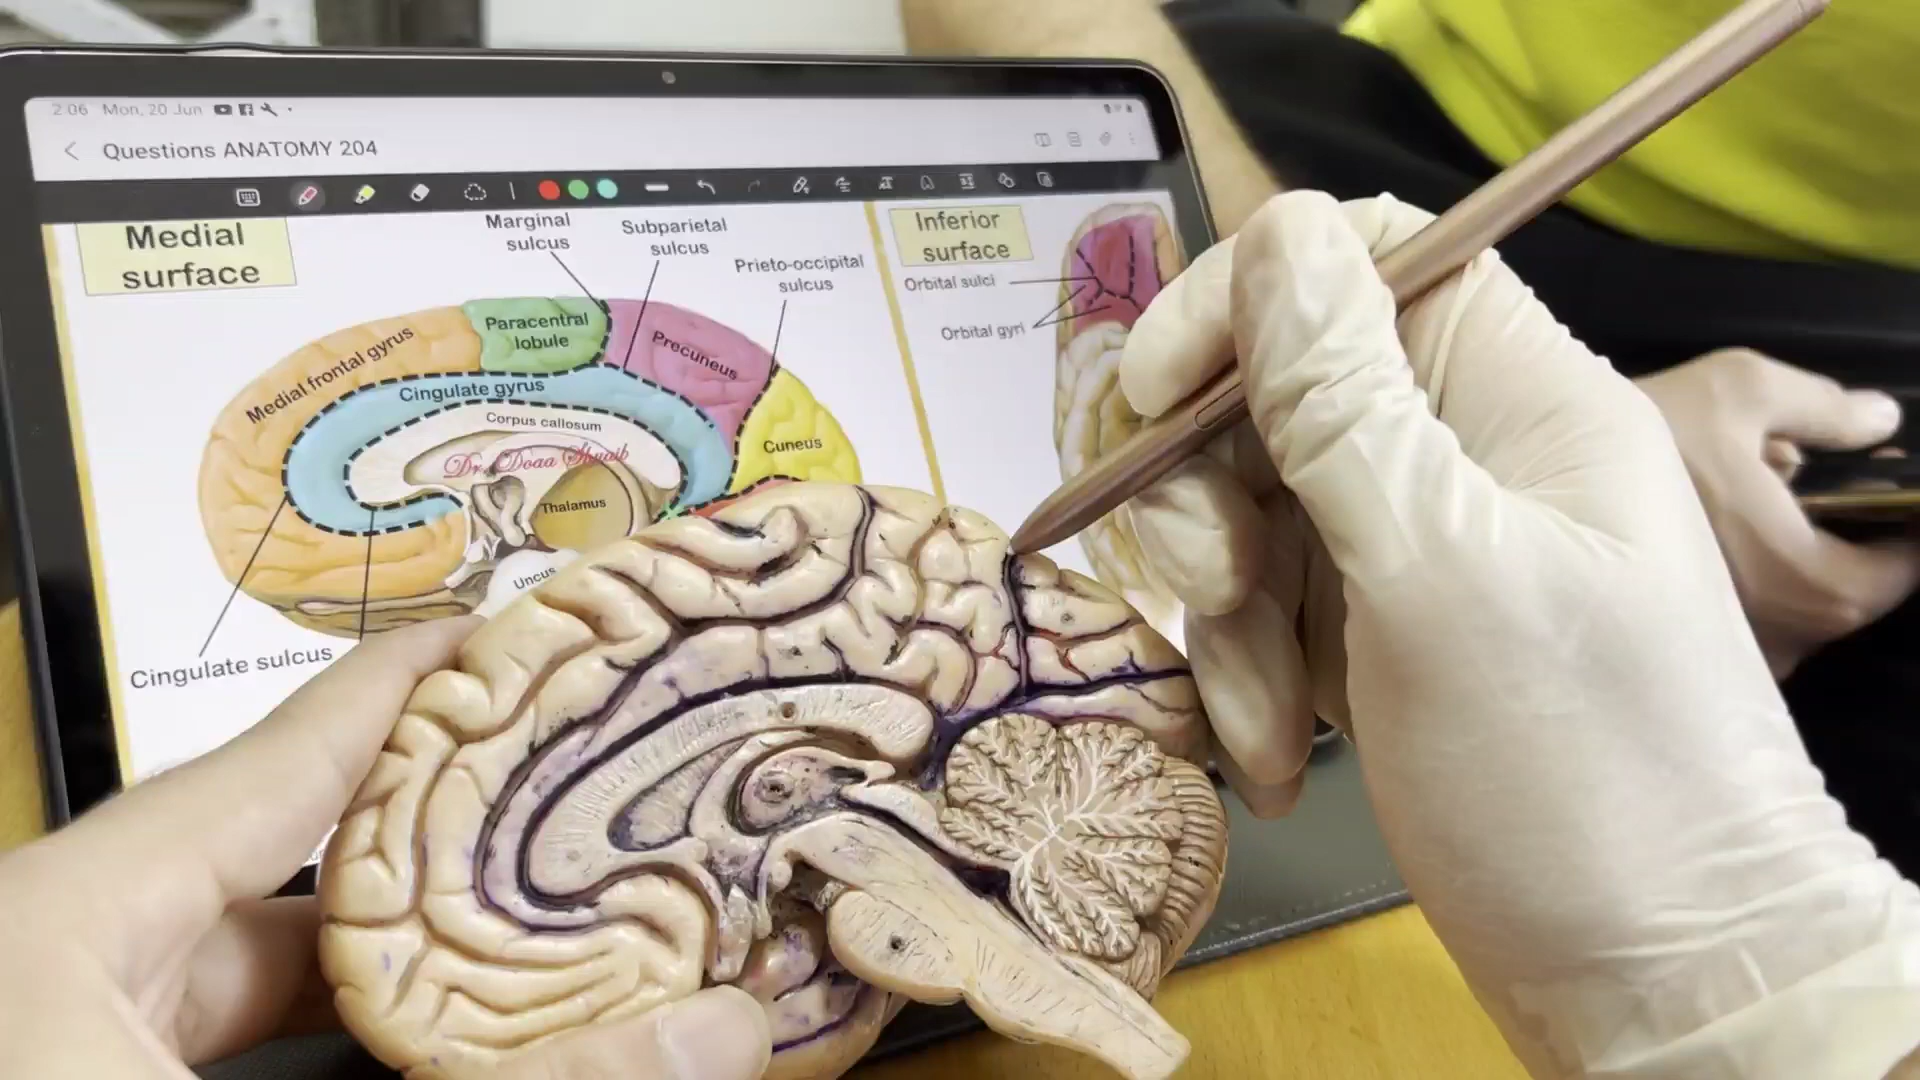 2:06 Mon, 20 Jun
Questions ANATOMY 204
Medial
surface
Marginal
sulcus
Subparietal
sulcus
Prieto-occipital
sulcus
Inferior
surface
Orbital sulci
Orbital gyri
Paracentral
lobule
Precuneus
Medial frontal gyrus
Cingulate gyrus
Corpus callosum
Cuneus
Dr. Doaa Shuaib
Thalamus
Uncus
Cingulate sulcus